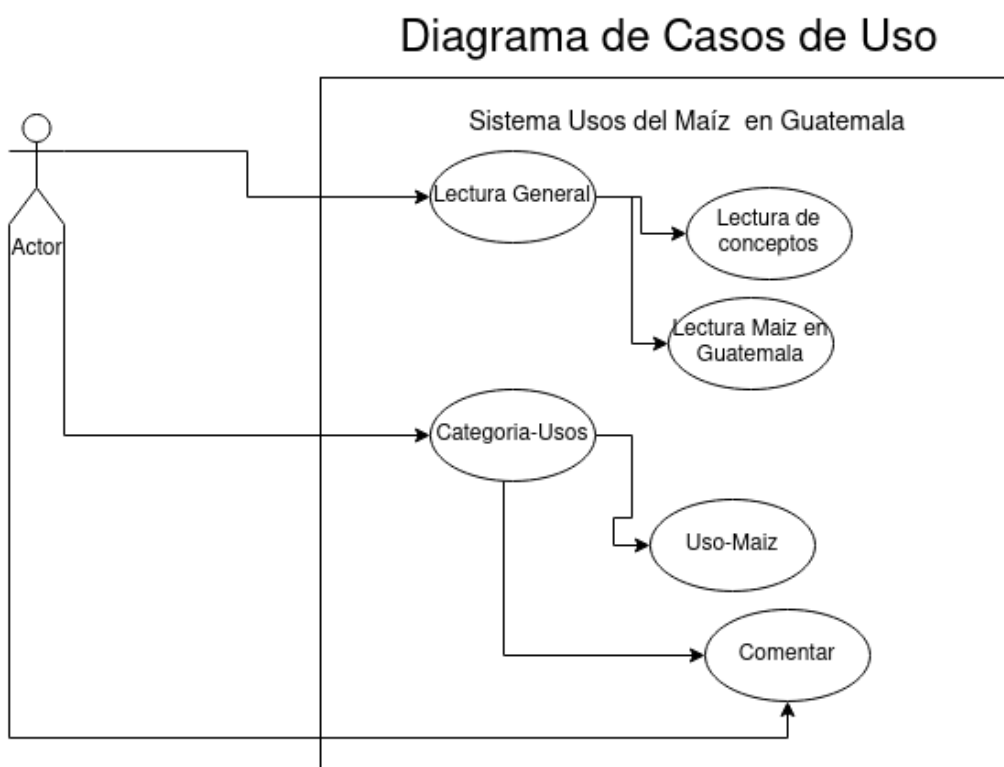 Diagrama de Casos de Uso
Sistema Usos del Maíz en Guatemala
Actor
Lectura General
Lectura de
conceptos
Lectura Maiz en
Guatemala
Categoria-Usos
Uso-Maiz
Comentar